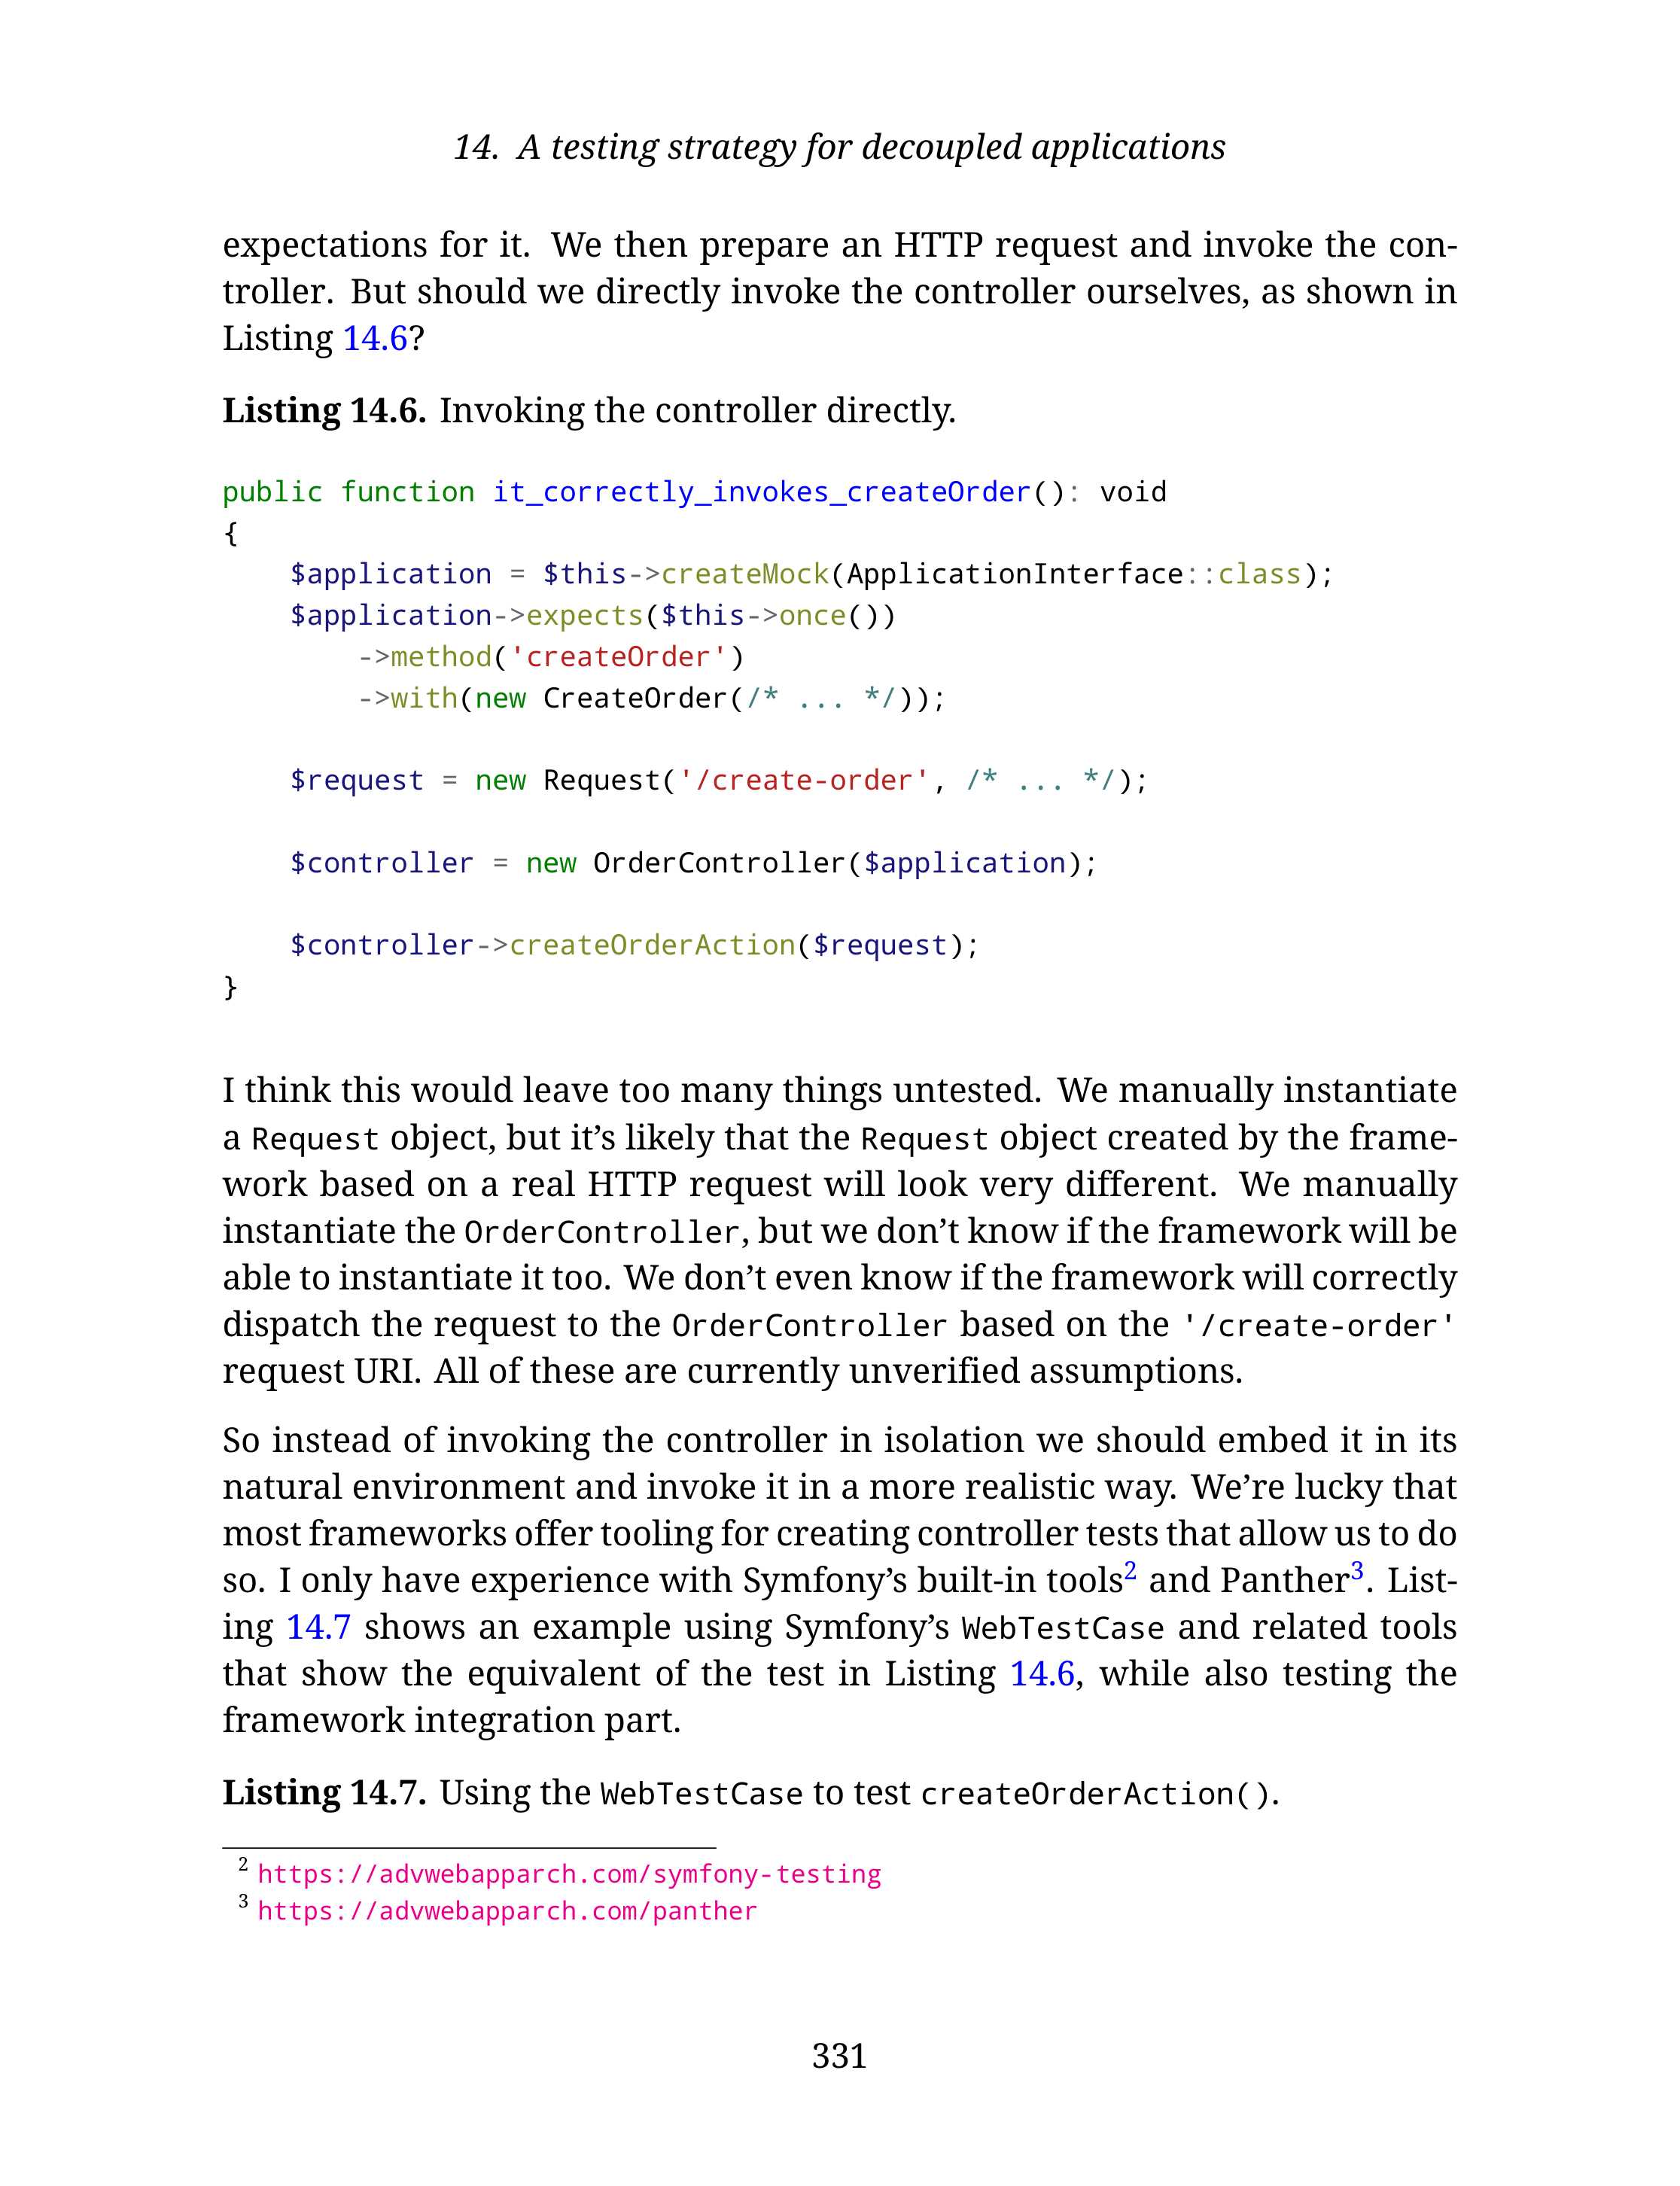 14. A testing strategy for decoupled applications
expectations for it. We then prepare an HTTP request and invoke the con-
troller. But should we directly invoke the controller ourselves, as shown in
Listing 14.6?
Listing 14.6. Invoking the controller directly.
public function it_correctly_invokes_createOrder(): void
{
    $application = $this->createMock(ApplicationInterface::class);
    $application->expects($this->once())
        ->method('createOrder')
        ->with(new CreateOrder(/* ... */));
    $request = new Request('/create-order', /* ... */);
    $controller = new OrderController($application);
    $controller->createOrderAction($request);
}
I think this would leave too many things untested. We manually instantiate
a Request object, but it’s likely that the Request object created by the frame-
work based on a real HTTP request will look very different. We manually
instantiate the OrderController, but we don’t know if the framework will be
able to instantiate it too. We don’t even know if the framework will correctly
dispatch the request to the OrderController based on the '/create-order'
request URI. All of these are currently unverified assumptions.
So instead of invoking the controller in isolation we should embed it in its
natural environment and invoke it in a more realistic way. We’re lucky that
most frameworks offer tooling for creating controller tests that allow us to do
so. I only have experience with Symfony’s built-in tools2 and Panther3. List-
ing 14.7 shows an example using Symfony’s WebTestCase and related tools
that show the equivalent of the test in Listing 14.6, while also testing the
framework integration part.
Listing 14.7. Using the WebTestCase to test createOrderAction().
2 https://advwebapparch.com/symfony-testing
3 https://advwebapparch.com/panther
331